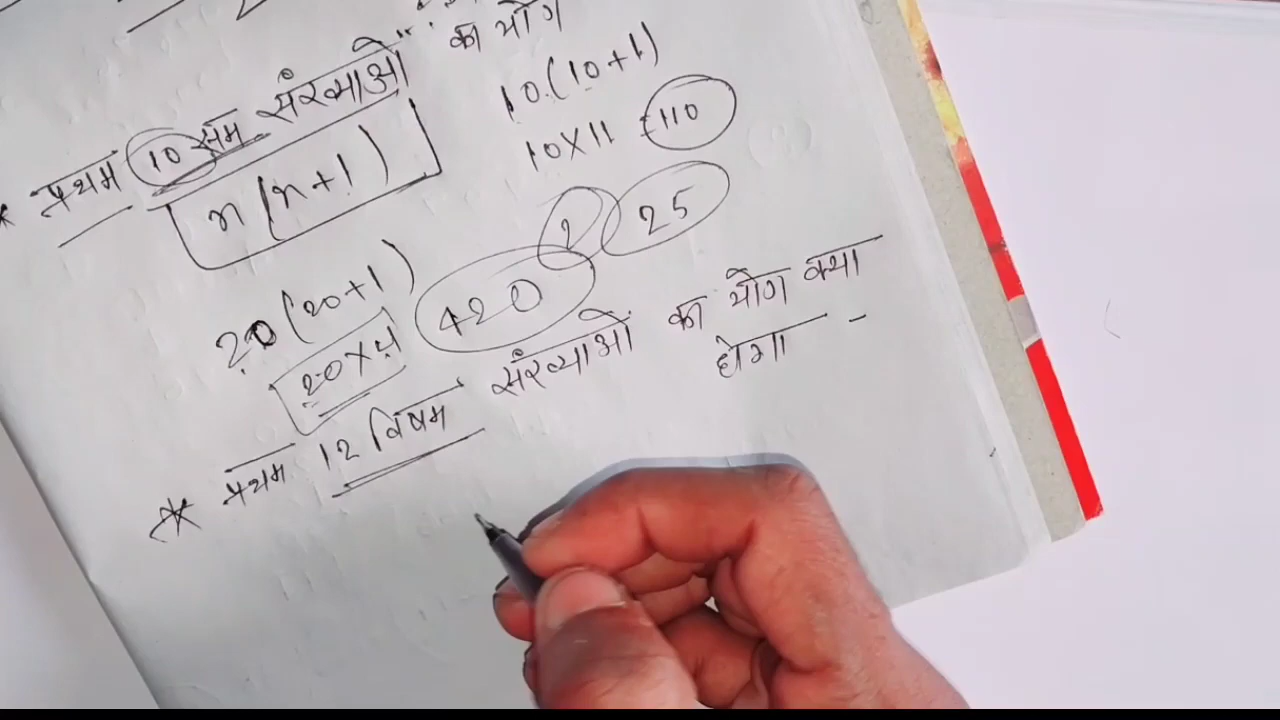 * प्रथम 10 सम संख्याओं का योग
n(n+1)
10(10+1)
10×11 = 110
2 25
20(20+1)
20×21
420
* प्रथम 12 विषम संख्याओं का योग क्या
होगा -